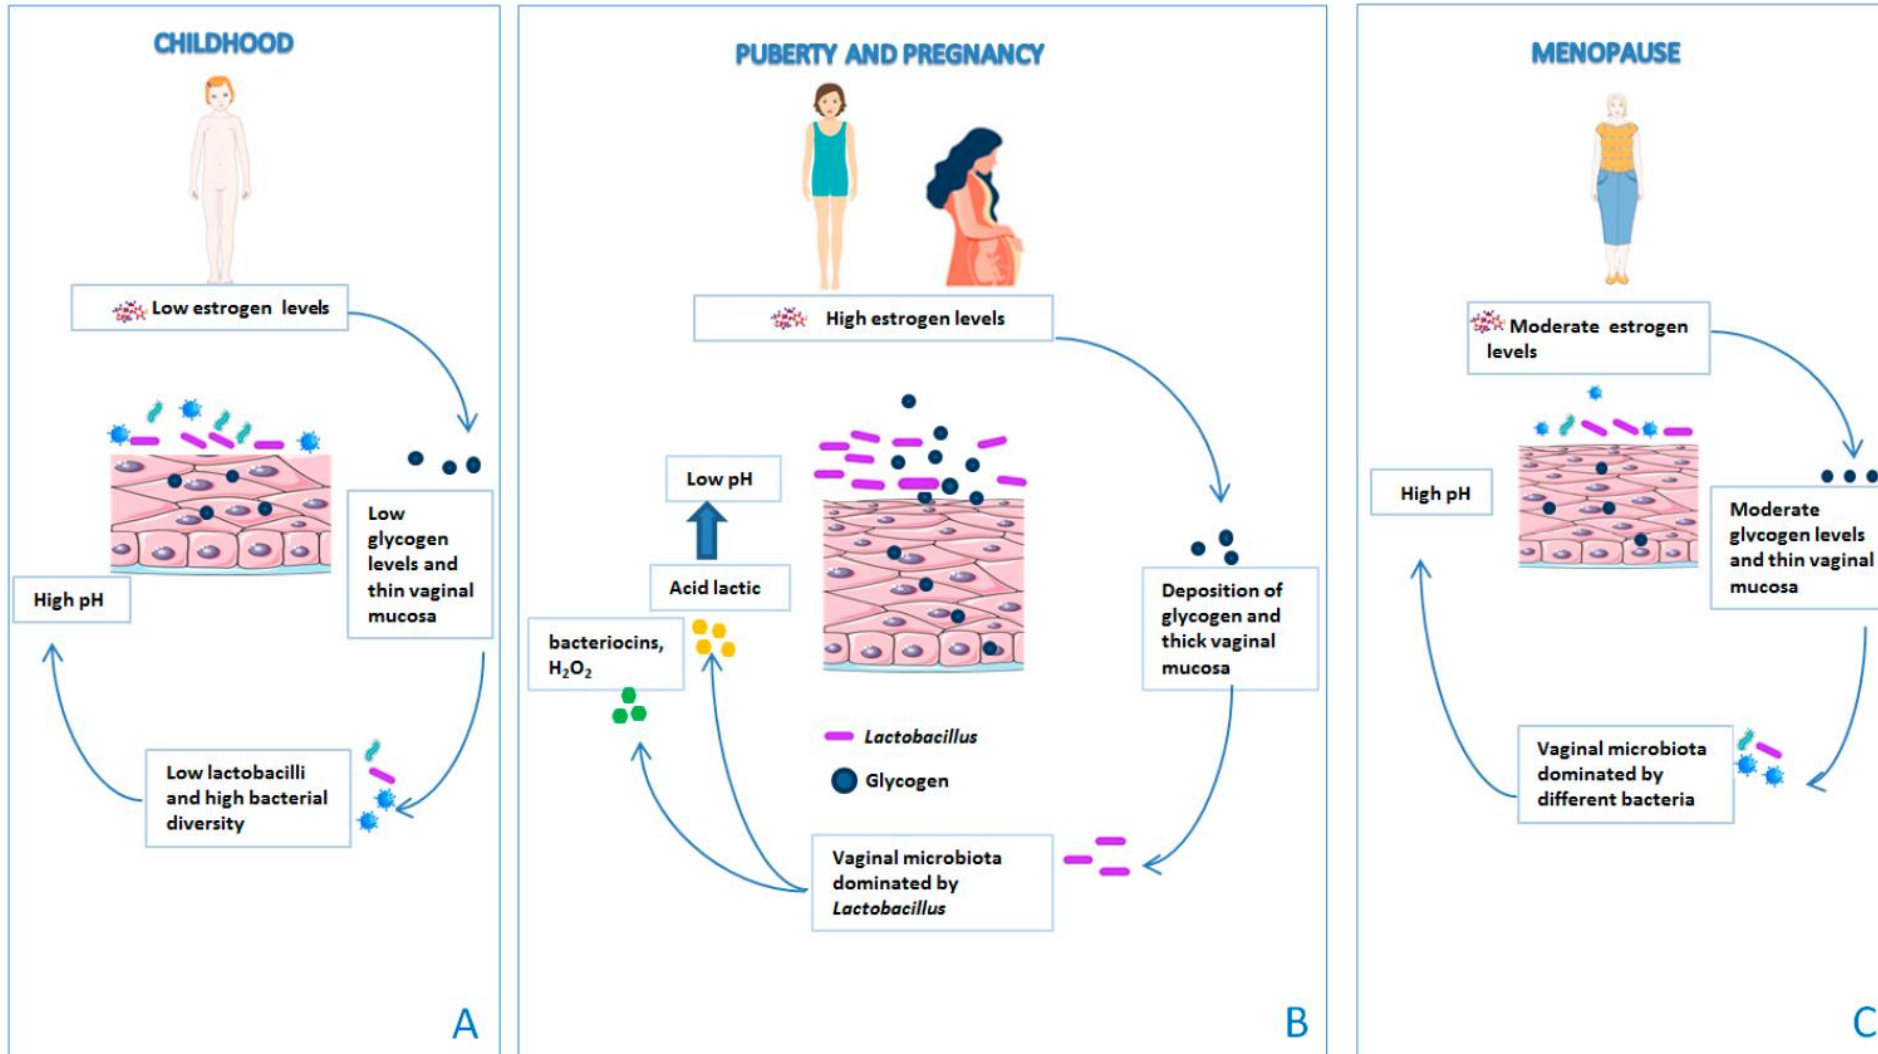 CHILDHOOD
Low estrogen levels
Low
glycogen
levels and
thin vaginal
mucosa
High pH
Low lactobacilli
and high bacterial
diversity
A
PUBERTY AND PREGNANCY
High estrogen levels
Low pH
Acid lactic
bacteriocins,
H₂O₂
Deposition of
glycogen and
thick vaginal
mucosa
Lactobacillus
Glycogen
Vaginal microbiota
dominated by
Lactobacillus
B
MENOPAUSE
Moderate estrogen
levels
High pH
Moderate
glycogen levels
and thin vaginal
mucosa
Vaginal microbiota
dominated by
different bacteria
C